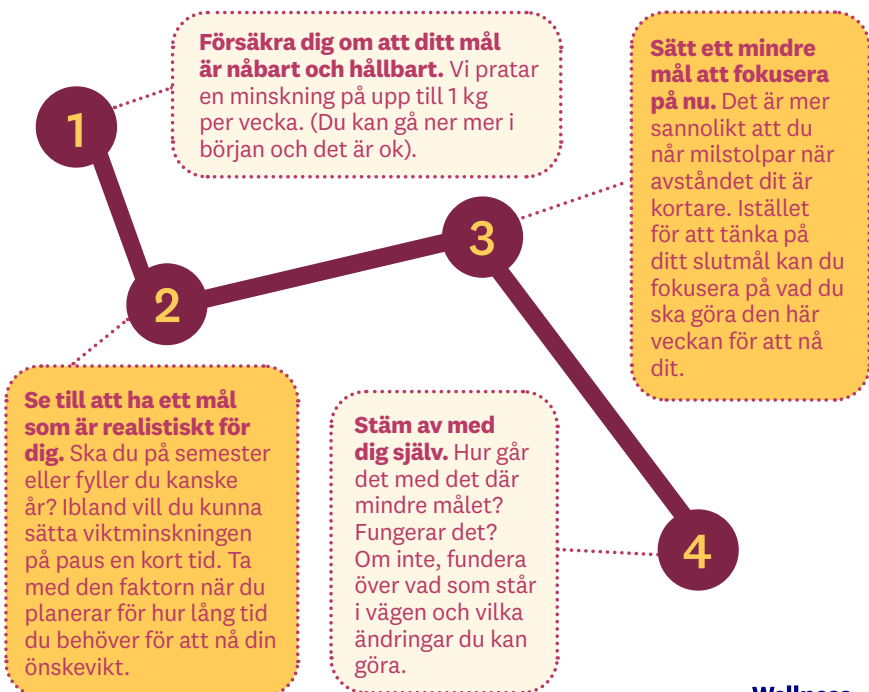 1
Försäkra dig om att ditt mål
är nåbart och hållbart. Vi pratar
en minskning på upp till 1 kg
per vecka. (Du kan gå ner mer i
början och det är ok).
2
Se till att ha ett mål
som är realistiskt för
dig. Ska du på semester
eller fyller du kanske
år? Ibland vill du kunna
sätta viktminskningen
på paus en kort tid. Ta
med den faktorn när du
planerar för hur lång tid
du behöver för att nå din
önskevikt.
3
Sätt ett mindre
mål att fokusera
på nu. Det är mer
sannolikt att du
når milstolpar när
avståndet dit är
kortare. Istället
för att tänka på
ditt slutmål kan du
fokusera på vad du
ska göra den här
veckan för att nå
dit.
4
Stäm av med
dig själv. Hur går
det med det där
mindre målet?
Fungerar det?
Om inte, fundera
över vad som står
i vägen och vilka
ändringar du kan
göra.
Wellness